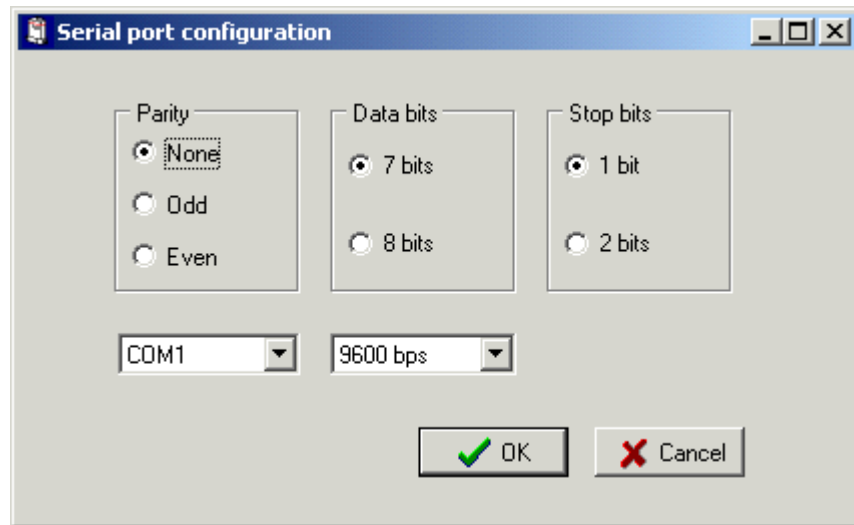 Serial port configuration
Parity
None
Odd
Even
Data bits
7 bits
8 bits
Stop bits
1 bit
2 bits
COM1
9600 bps
OK
Cancel